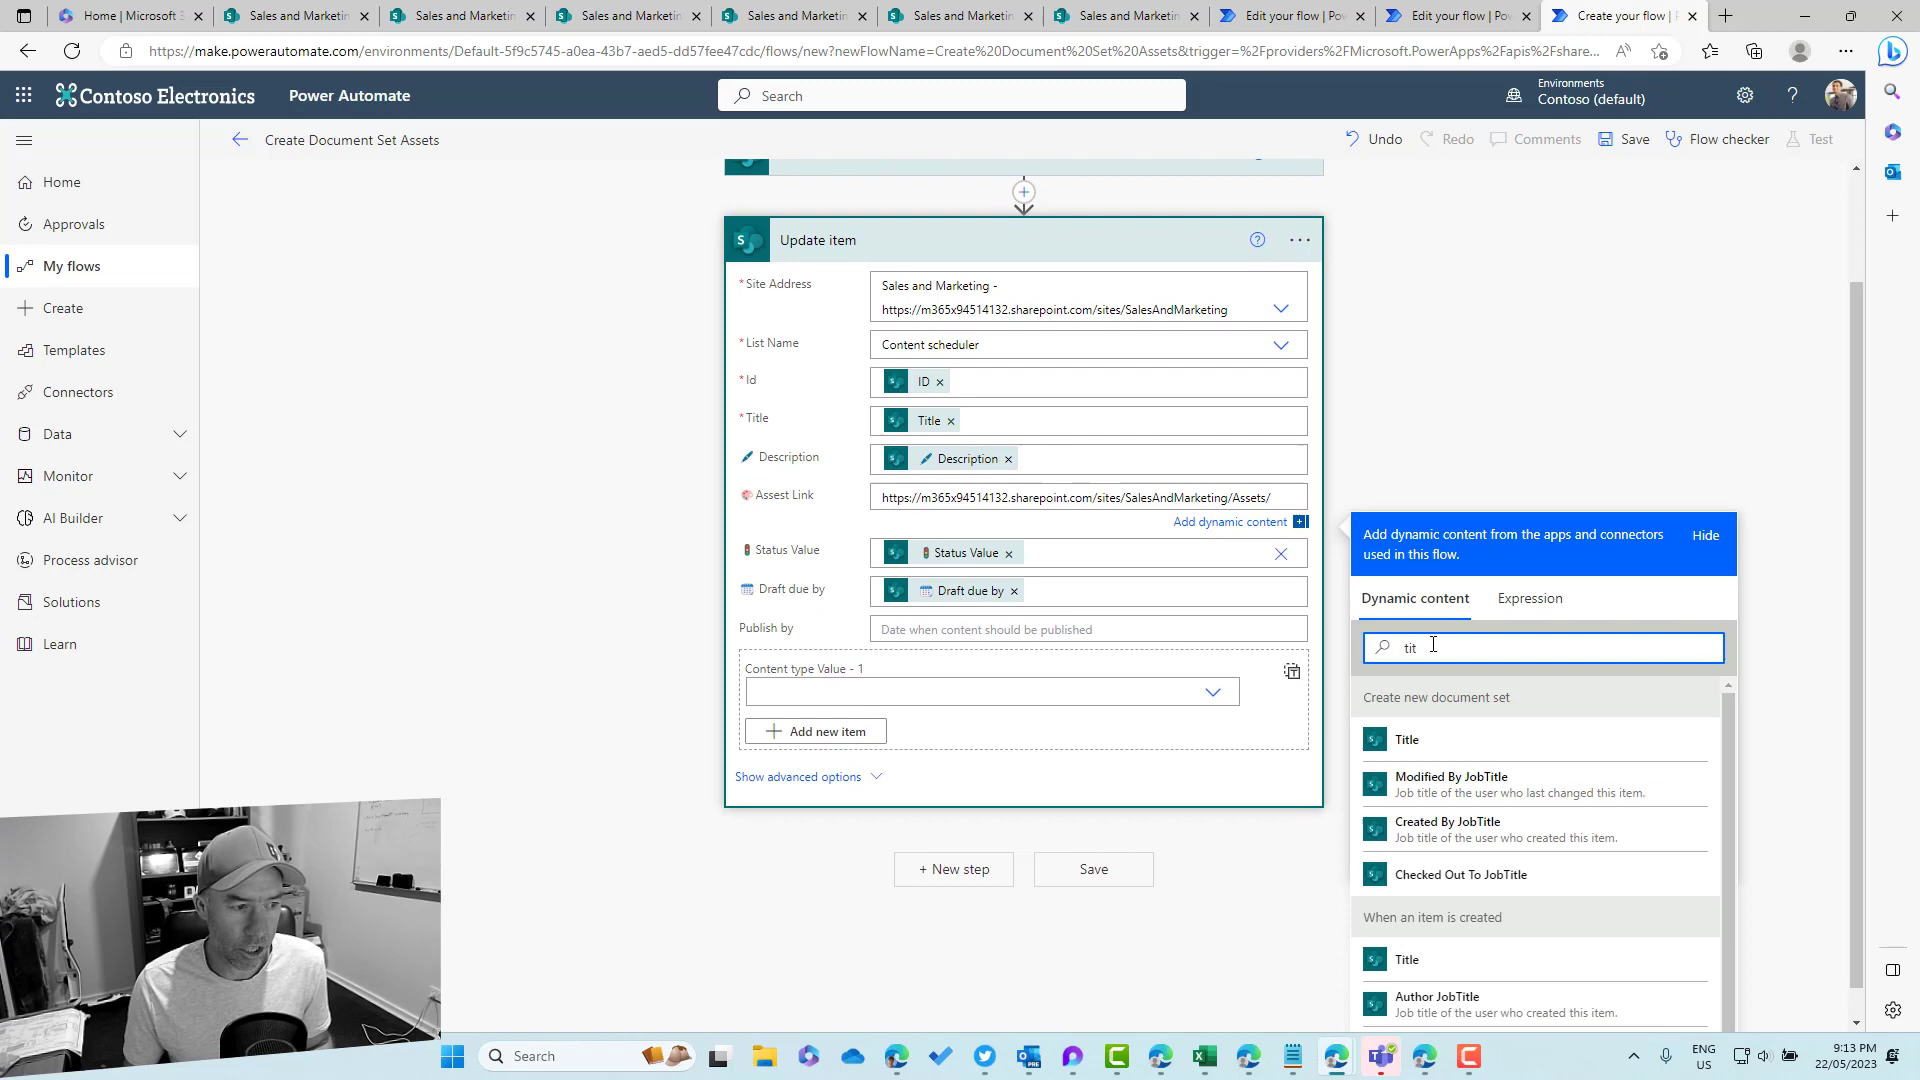 Home | Microsoft 3
Sales and Marketin
Sales and Marketin
Sales and Marketin
Sales and Marketin
Sales and Marketin
Sales and Marketin
Edit your flow | Pow
Edit your flow | Pow
Create your flow |
https://make.powerautomate.com/environments/Default-5f9c5745-a0ea-43b7-aed5-dd57fee47cdc/flows/new?newFlowName=Create%20Document%20Set%20Assets&trigger=%2Fproviders%2FMicrosoft.PowerApps%2Fapis%2Fshare...
Contoso Electronics
Power Automate
Search
Environments
Contoso (default)
Create Document Set Assets
Undo
Redo
Comments
Save
Flow checker
Test
Home
Approvals
My flows
Create
Templates
Connectors
Data
Monitor
AI Builder
Process advisor
Solutions
Learn
Update item
* Site Address
Sales and Marketing -
https://m365x94514132.sharepoint.com/sites/SalesAndMarketing
* List Name
Content scheduler
* Id
ID
* Title
Title
Description
Description
Assest Link
https://m365x94514132.sharepoint.com/sites/SalesAndMarketing/Assets/
Add dynamic content
Status Value
Status Value
Draft due by
Draft due by
Publish by
Date when content should be published
Content type Value - 1
Add new item
Show advanced options
+ New step
Save
Add dynamic content from the apps and connectors
used in this flow.
Hide
Dynamic content
Expression
tit
Create new document set
Title
Modified By JobTitle
Job title of the user who last changed this item.
Created By JobTitle
Job title of the user who created this item.
Checked Out To JobTitle
When an item is created
Title
Author JobTitle
Job title of the user who created this item.
Search
ENG
US
9:13 PM
22/05/2023